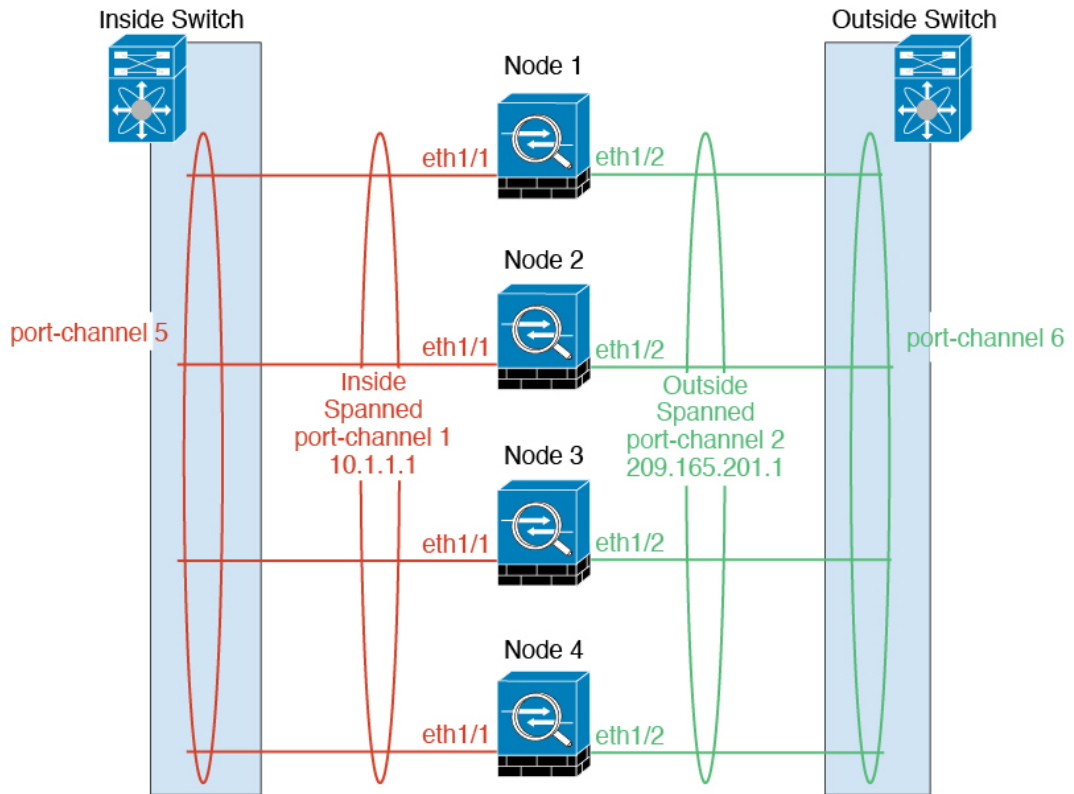 Inside Switch
Outside Switch
Node 1
eth1/1
eth1/2
Node 2
port-channel 5
eth1/1
eth1/2
port-channel 6
Inside
Spanned
port-channel 1
10.1.1.1
Outside
Spanned
port-channel 2
209.165.201.1
Node 3
eth1/1
eth1/2
Node 4
eth1/1
eth1/2